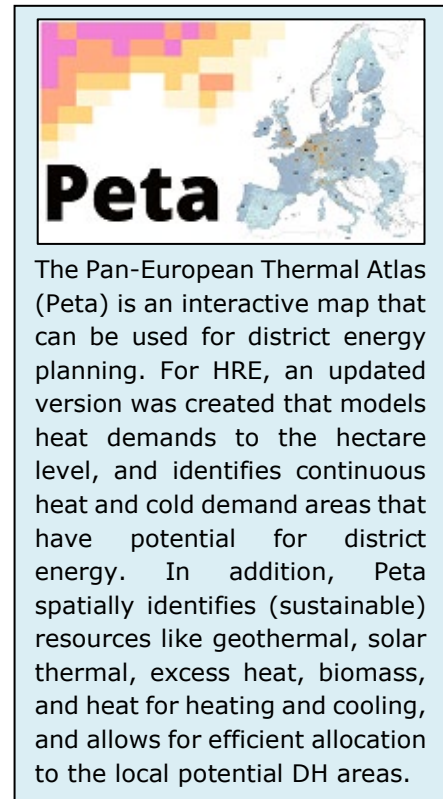 Peta
The Pan-European Thermal Atlas
(Peta) is an interactive map that
can be used for district energy
planning. For HRE, an updated
version was created that models
heat demands to the hectare
level, and identifies continuous
heat and cold demand areas that
have potential for district
energy. In addition, Peta
spatially identifies (sustainable)
resources like geothermal, solar
thermal, excess heat, biomass,
and heat for heating and cooling,
and allows for efficient allocation
to the local potential DH areas.